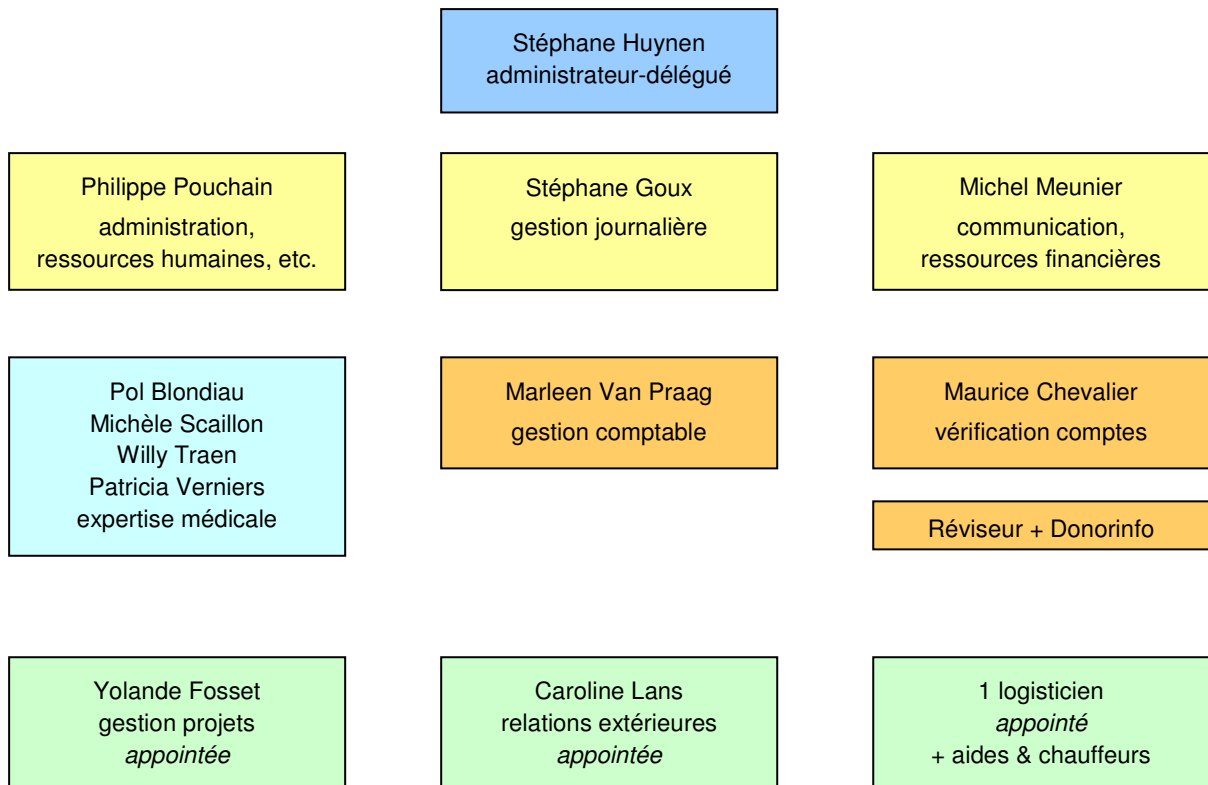 Stéphane Huynen
administrateur-délégué
Philippe Pouchain
administration,
ressources humaines, etc.
Stéphane Goux
gestion journalière
Michel Meunier
communication,
ressources financières
Pol Blondiau
Michèle Scaillon
Willy Traen
Patricia Verniers
expertise médicale
Marleen Van Praag
gestion comptable
Maurice Chevalier
vérification comptes
Réviseur + Donorinfo
Yolande Fosset
gestion projets
appointée
Caroline Lans
relations extérieures
appointée
1 logisticien
appointé
+ aides & chauffeurs